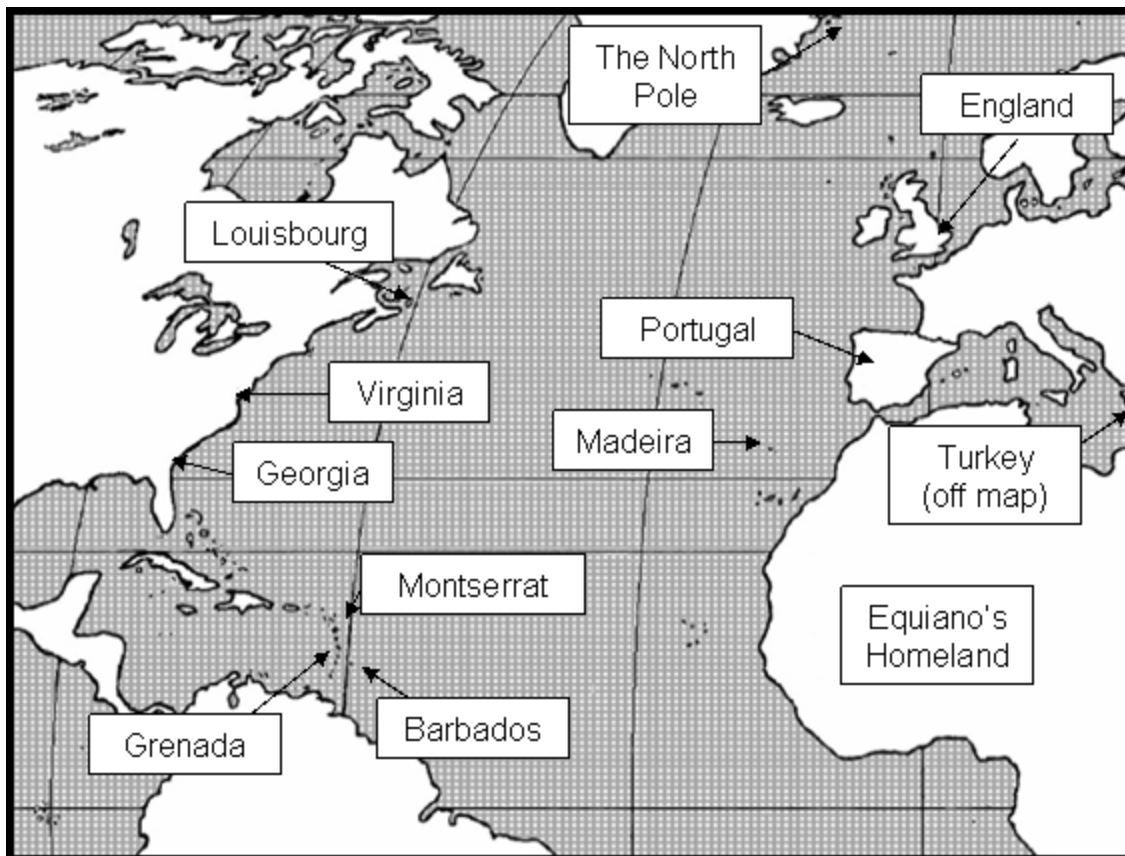 The North
Pole
England
Louisbourg
Portugal
Virginia
Madeira
Georgia
Turkey
(off map)
Montserrat
Equiano's
Homeland
Grenada
Barbados